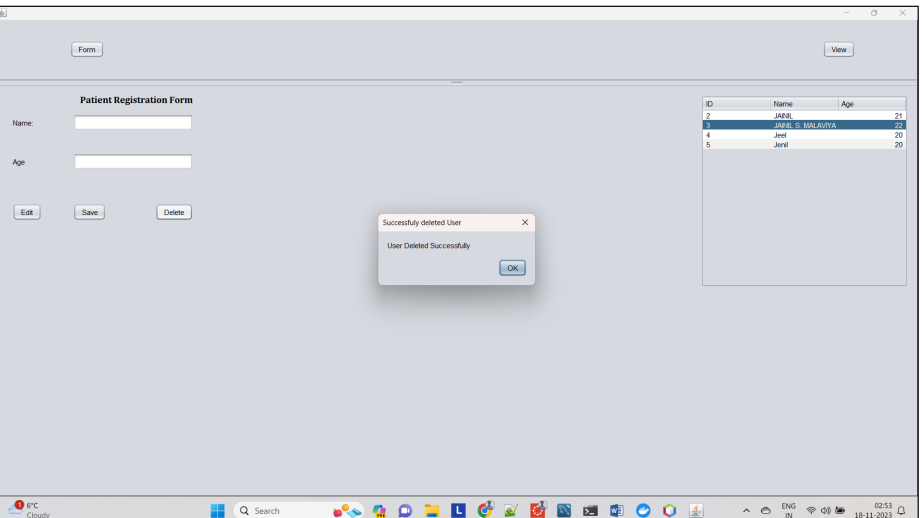 Form
View
Patient Registration Form
Name:
Age
Edit
Save
Delete
ID Name Age
2 JAINIL 21
3 JAINIL S. MALAVIYA 22
4 Jeel 20
5 Jenil 20
Successfuly deleted User
User Deleted Successfully
OK
1
6°C
Cloudy
Search
PRE
L
ENG
IN
02:53
18-11-2023